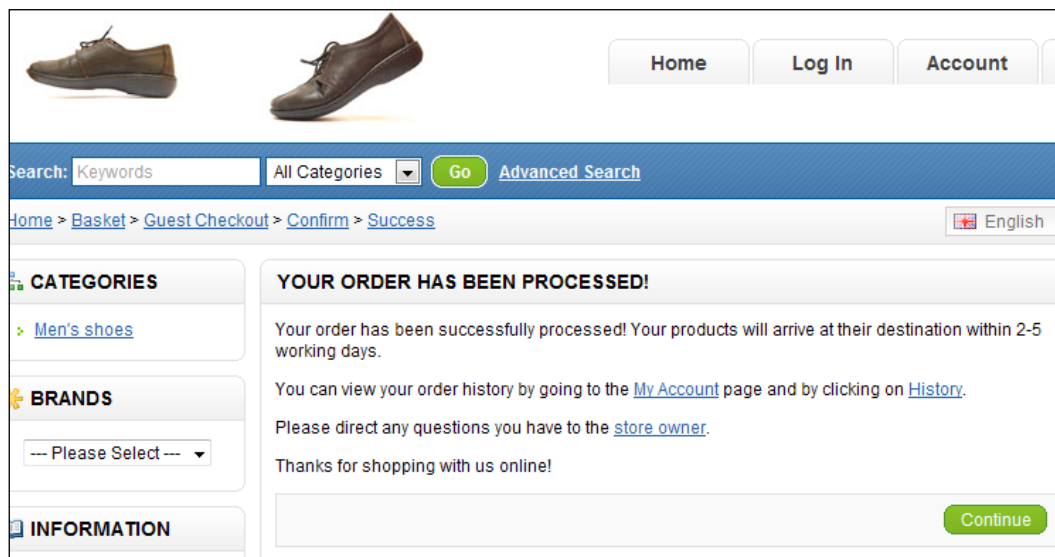 Home Log In Account
Search: Keywords All Categories Go Advanced Search
Home > Basket > Guest Checkout > Confirm > Success
English
CATEGORIES
Men's shoes
BRANDS
--- Please Select ---
INFORMATION
YOUR ORDER HAS BEEN PROCESSED!
Your order has been successfully processed! Your products will arrive at their destination within 2-5
working days.
You can view your order history by going to the My Account page and by clicking on History.
Please direct any questions you have to the store owner.
Thanks for shopping with us online!
Continue